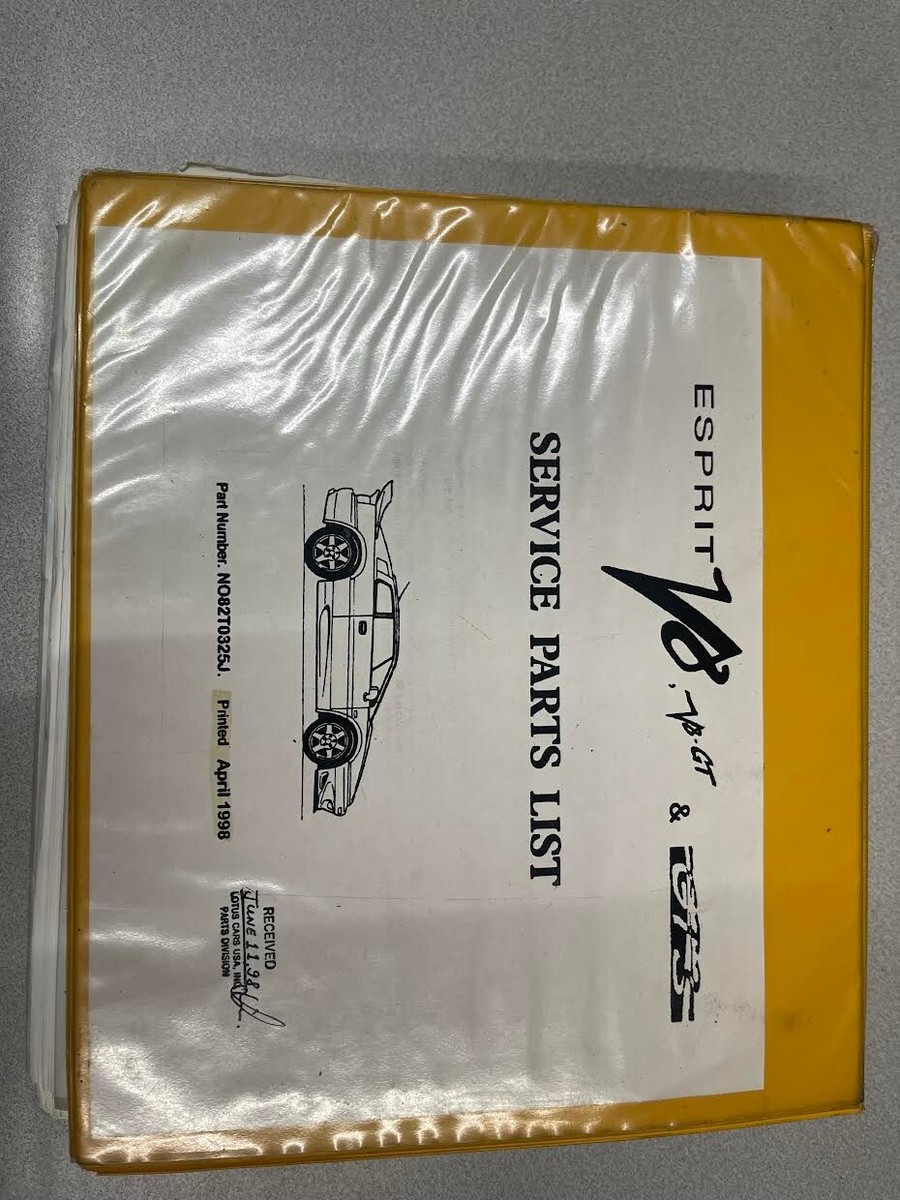 ESPRIT V8, V8-GT & GT3
SERVICE PARTS LIST
Part Number. NO82T0325J. Printed April 1998
RECEIVED
JUNE 11.98
LOTUS CARS USA, INC
PARTS DIVISION